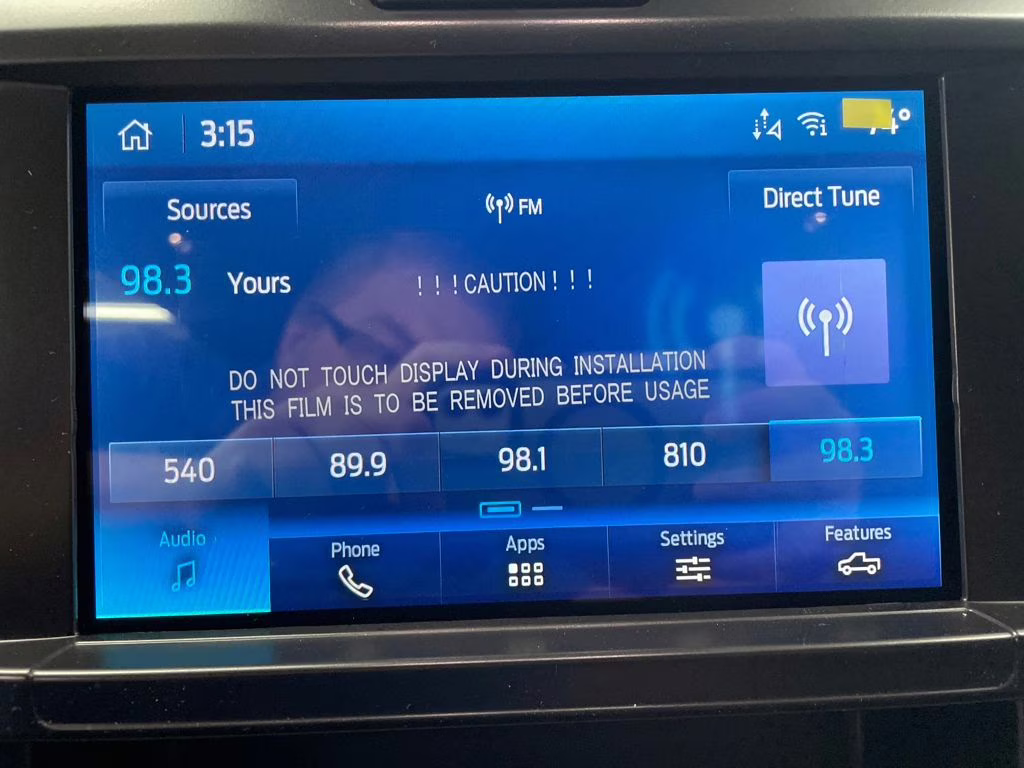 3:15
74°
Sources
FM
Direct Tune
98.3 Yours
! ! ! CAUTION ! ! !
DO NOT TOUCH DISPLAY DURING INSTALLATION
THIS FILM IS TO BE REMOVED BEFORE USAGE
540 89.9 98.1 810 98.3
Audio Phone Apps Settings Features